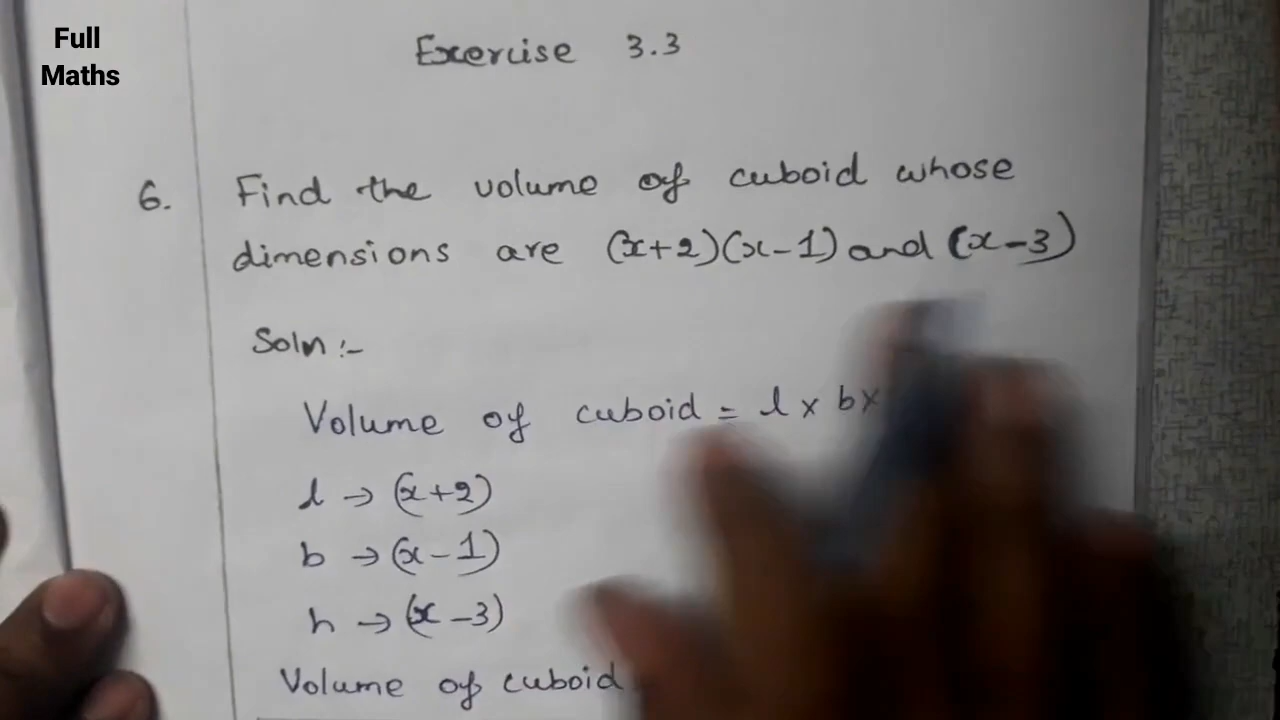 Full
Maths
Exercise 3.3
6. Find the volume of cuboid whose
dimensions are (x+2)(x-1) and (x-3)
Soln :-
Volume of cuboid = l x b x
l → (x+2)
b → (x-1)
h → (x-3)
Volume of cuboid